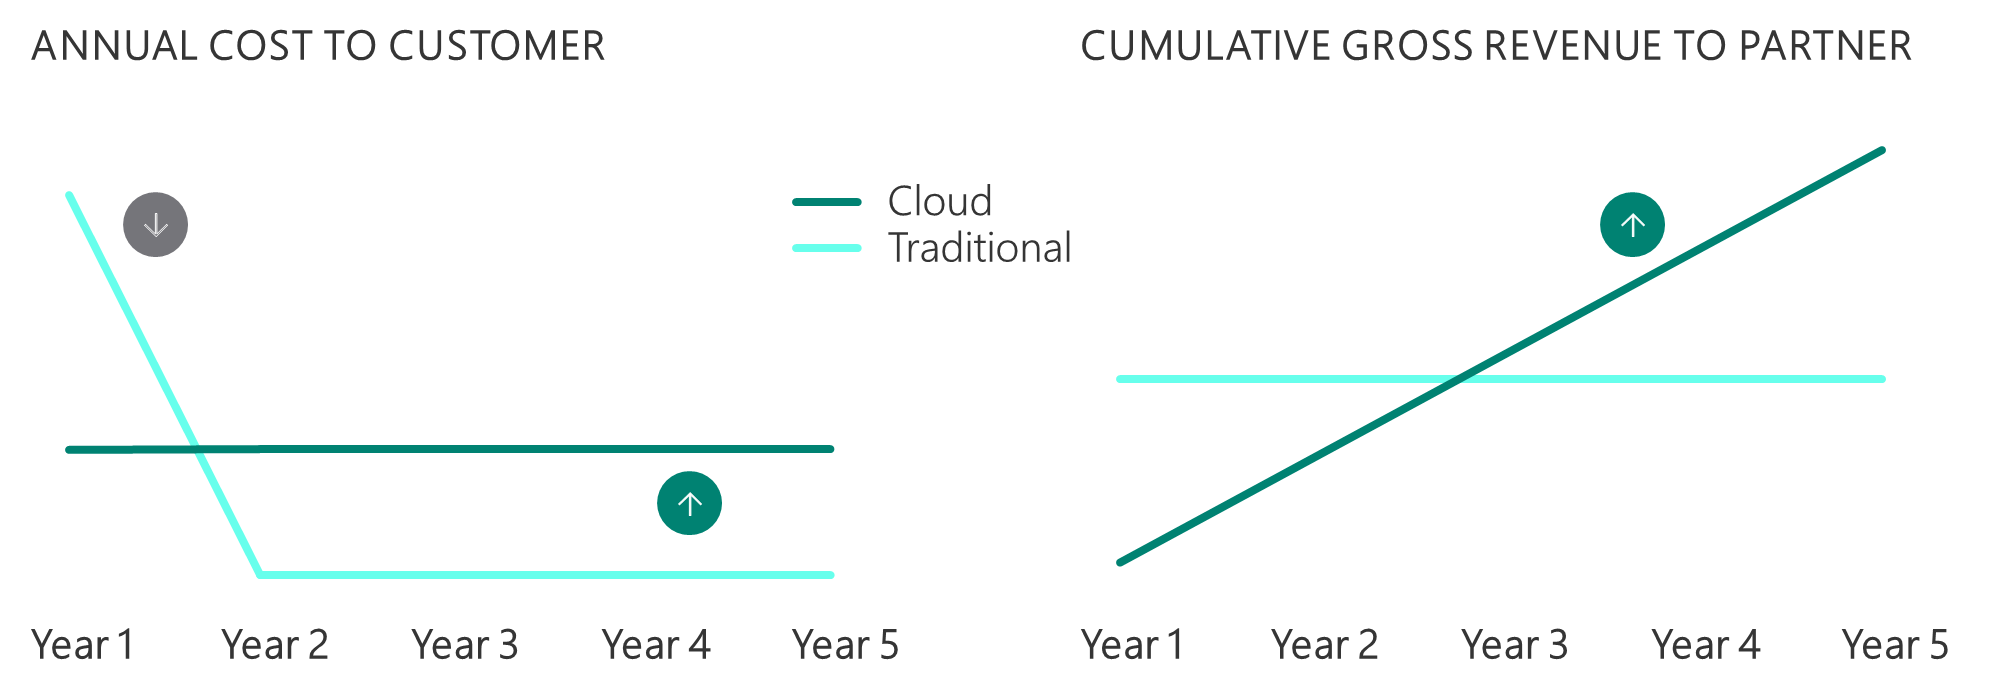 ANNUAL COST TO CUSTOMER
CUMULATIVE GROSS REVENUE TO PARTNER
Cloud
Traditional
Year 1 Year 2 Year 3 Year 4 Year 5
Year 1 Year 2 Year 3 Year 4 Year 5